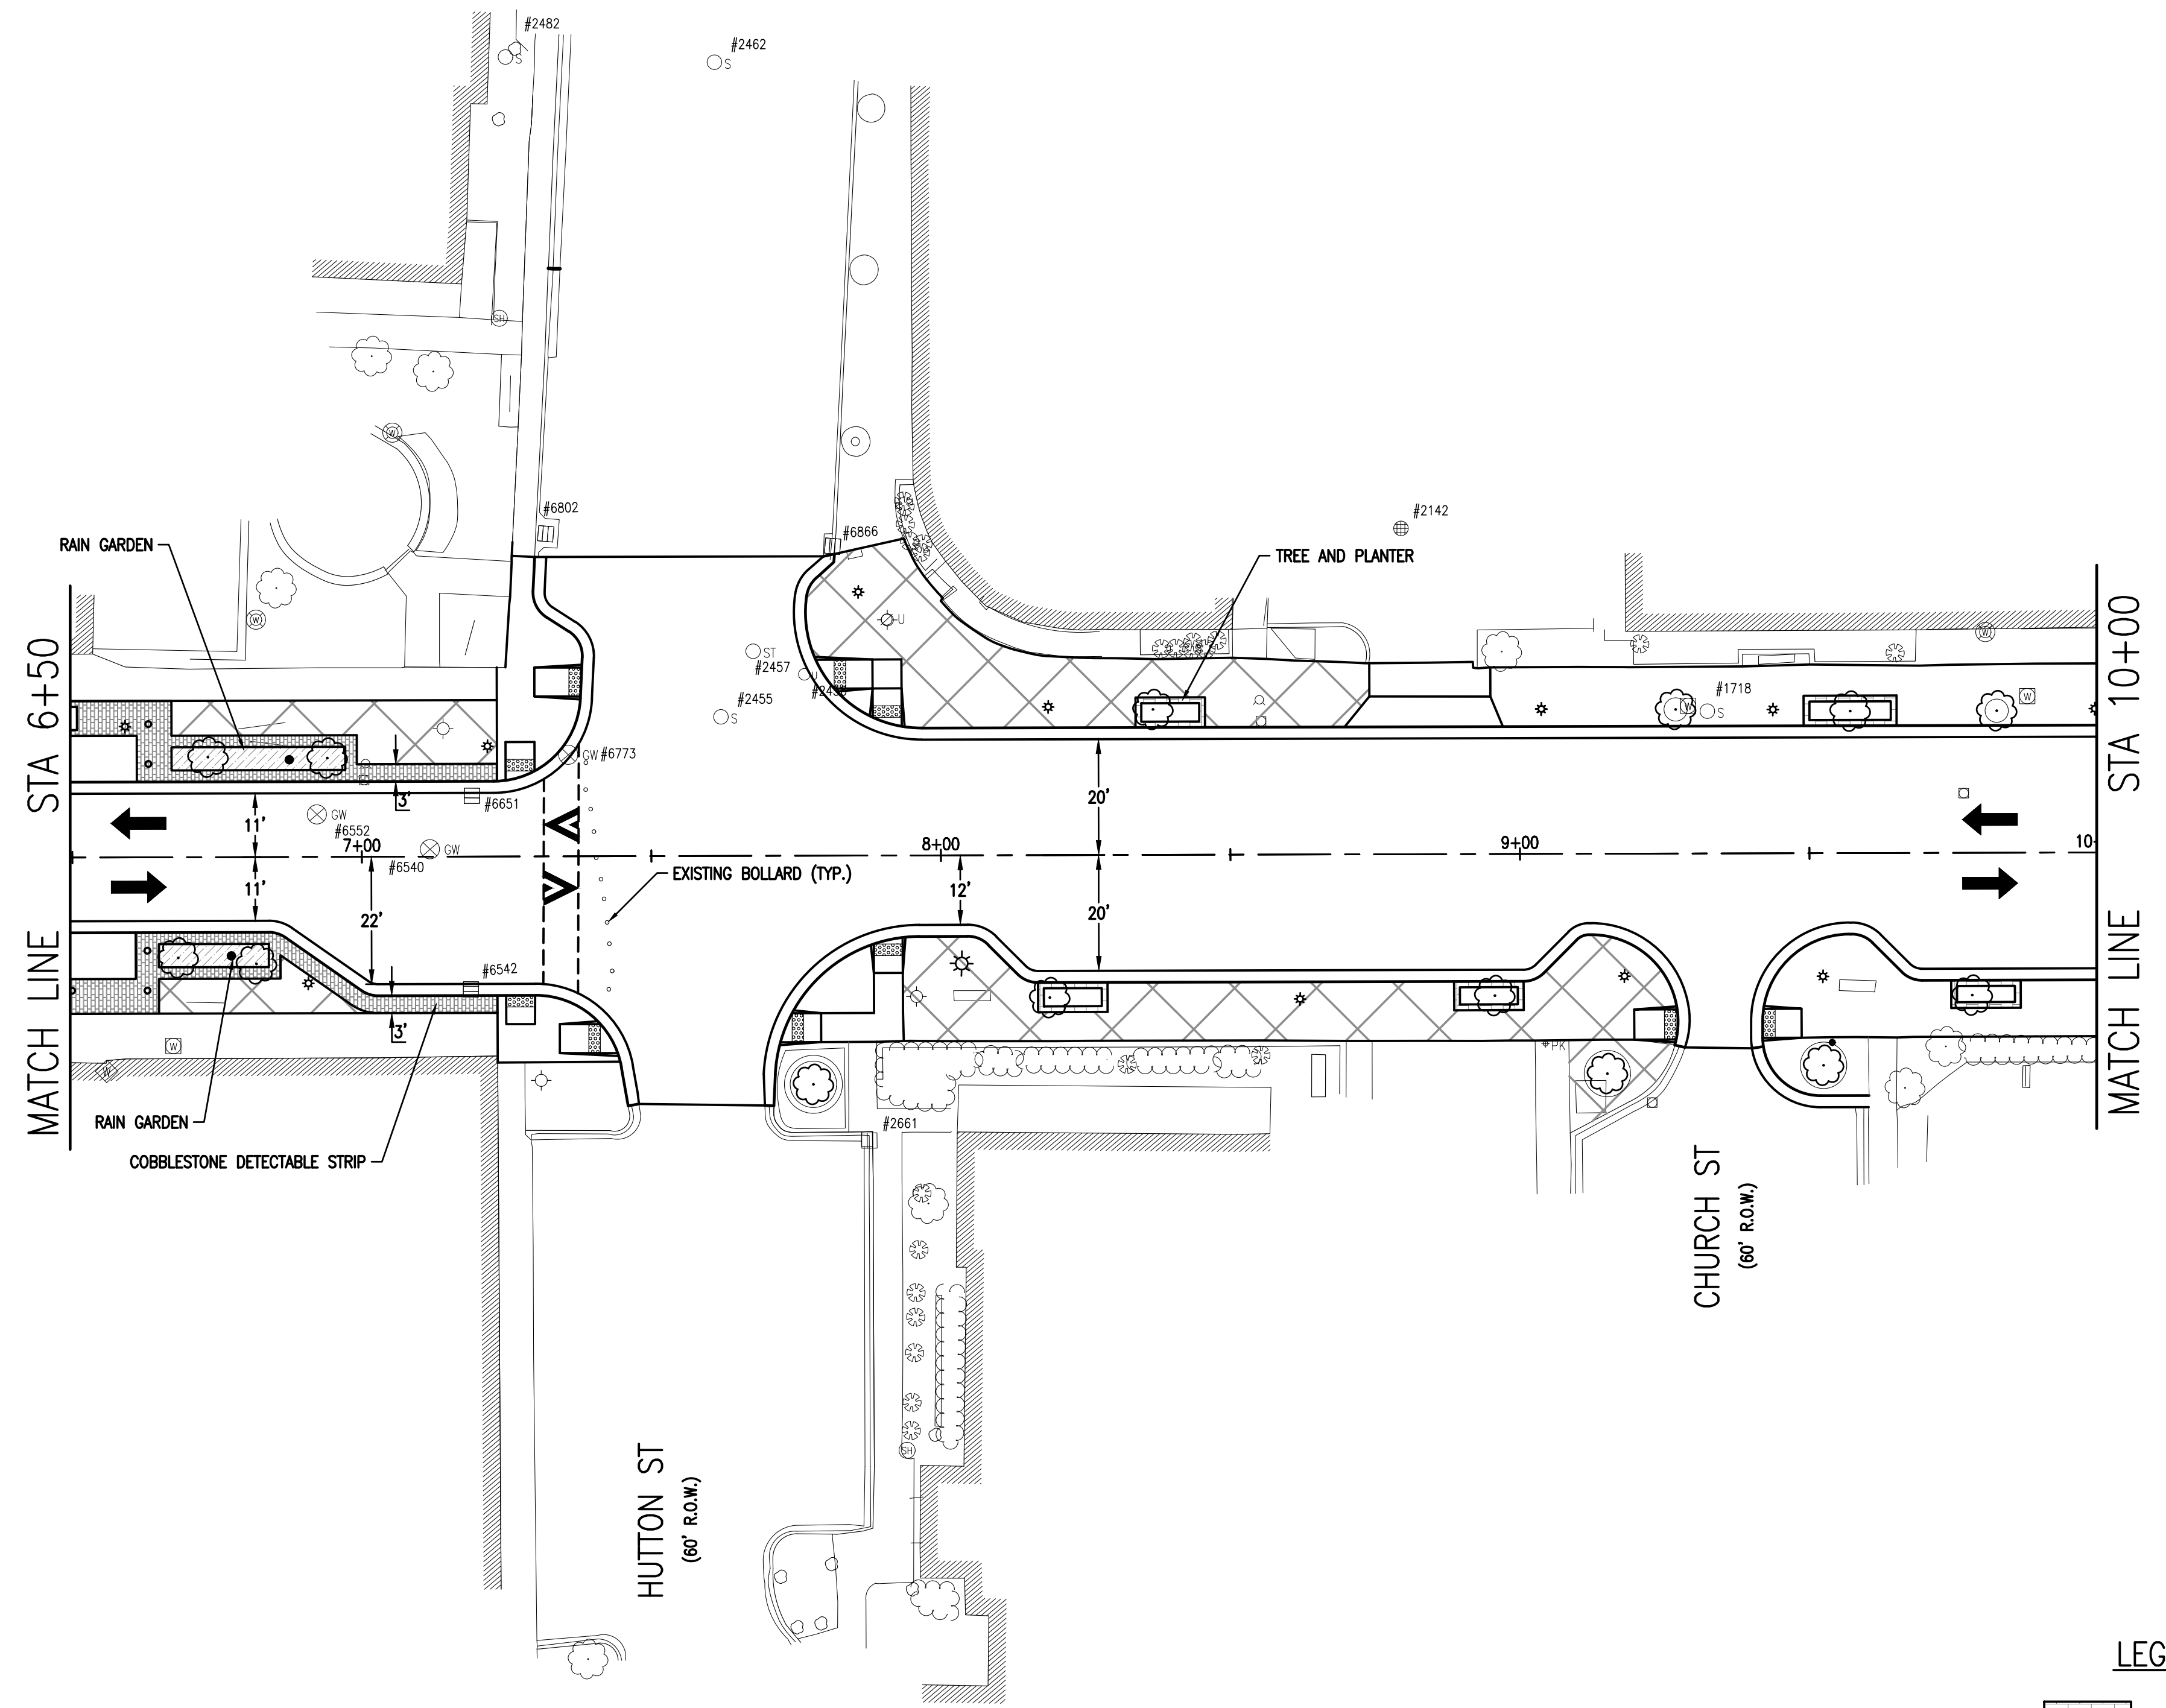 #2482
S
#2462
S
SH
W
#6802
#6866
#2142
RAIN GARDEN
TREE AND PLANTER
W
U
W
ST
#2457
U
#1718
W
S
W
#2455
S
STA 6+50
STA 10+00
GW #6773
3'
#6651
20'
GW
#6552
11'
7+00
GW
#6540
8+00
9+00
10+
EXISTING BOLLARD (TYP.)
11'
12'
22'
20'
#6542
3'
W
W
PK
MATCH LINE
MATCH LINE
RAIN GARDEN
#2661
COBBLESTONE DETECTABLE STRIP
CHURCH ST
(60' R.O.W.)
SH
HUTTON ST
(60' R.O.W.)
LEG